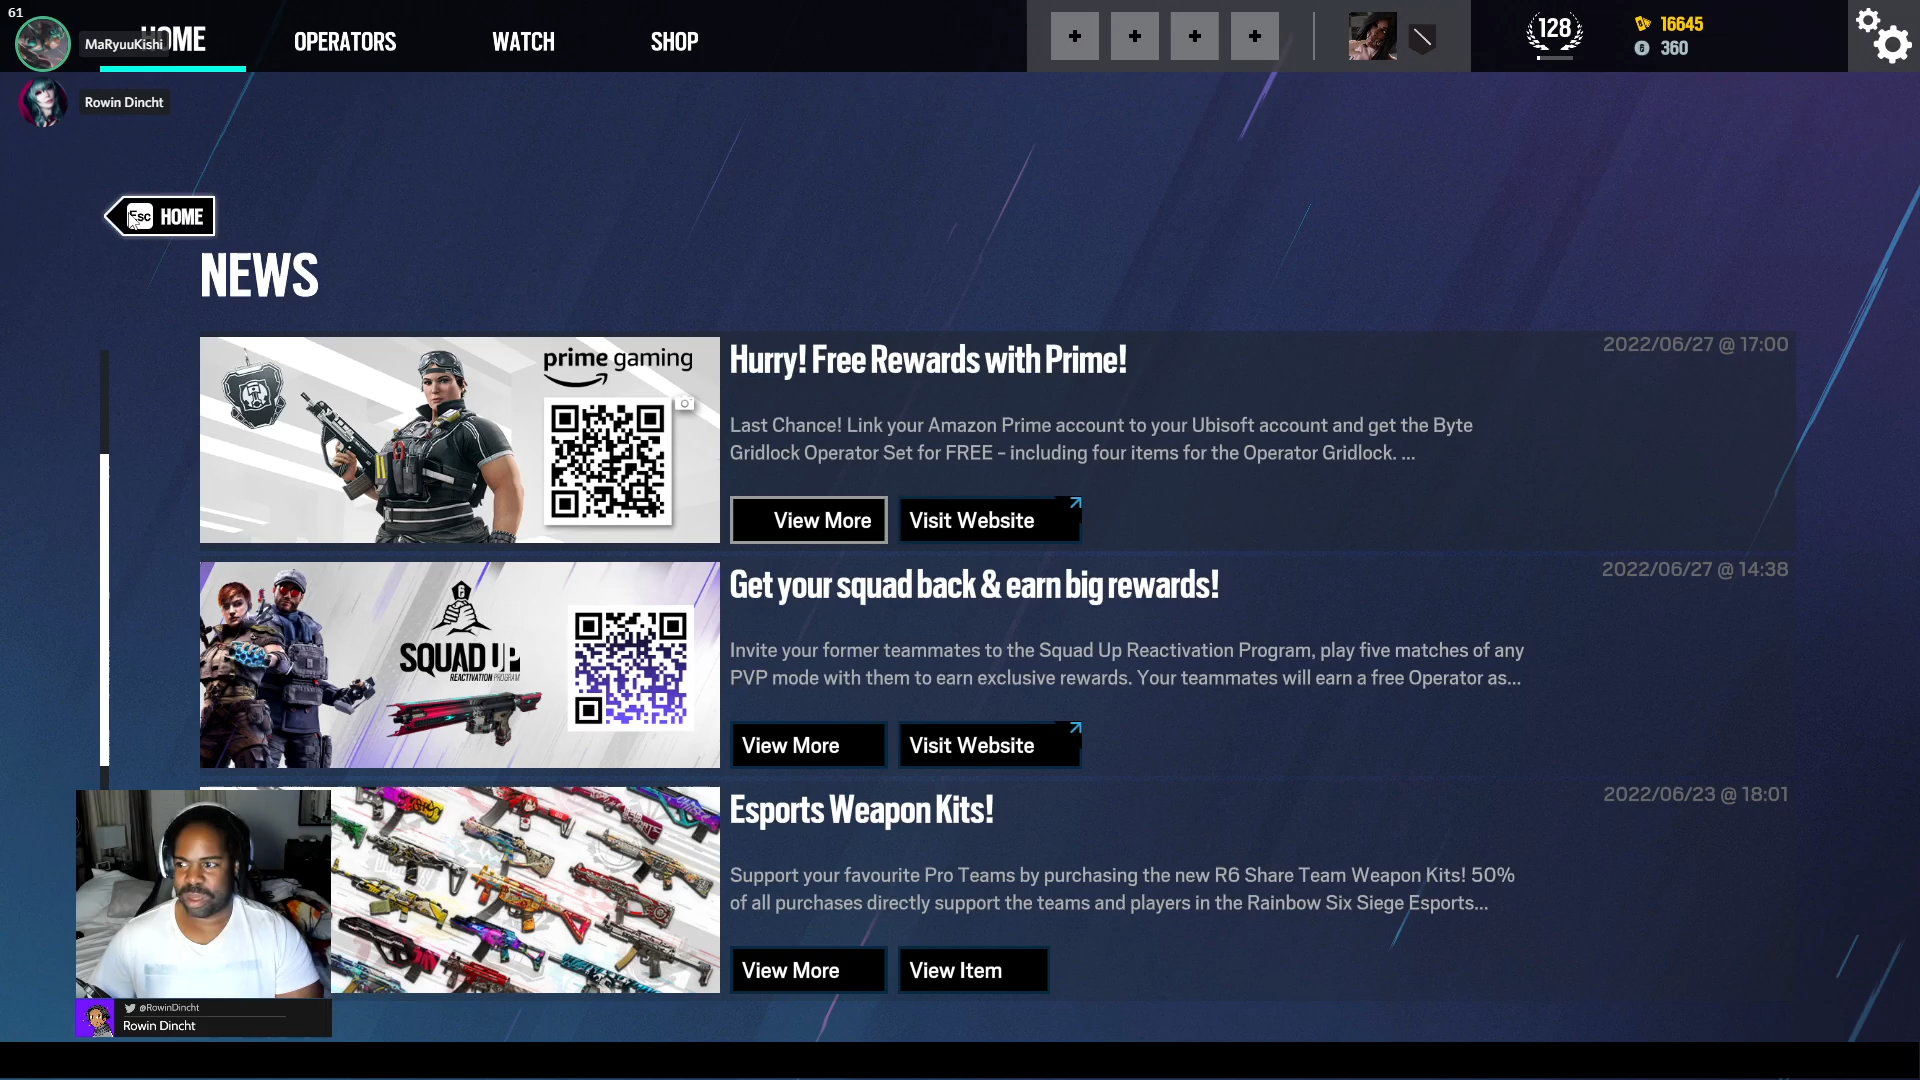 61
MaRyuuKishi
HOME
OPERATORS
WATCH
SHOP
128
16645
360
Rowin Dincht
Esc HOME
NEWS
prime gaming
Hurry! Free Rewards with Prime!
2022/06/27 @ 17:00
Last Chance! Link your Amazon Prime account to your Ubisoft account and get the Byte
Gridlock Operator Set for FREE - including four items for the Operator Gridlock. ...
View More
Visit Website
SQUAD UP
REACTIVATION PROGRAM
Get your squad back & earn big rewards!
2022/06/27 @ 14:38
Invite your former teammates to the Squad Up Reactivation Program, play five matches of any
PVP mode with them to earn exclusive rewards. Your teammates will earn a free Operator as...
View More
Visit Website
Esports Weapon Kits!
2022/06/23 @ 18:01
Support your favourite Pro Teams by purchasing the new R6 Share Team Weapon Kits! 50%
of all purchases directly support the teams and players in the Rainbow Six Siege Esports...
View More
View Item
@RowinDincht
Rowin Dincht